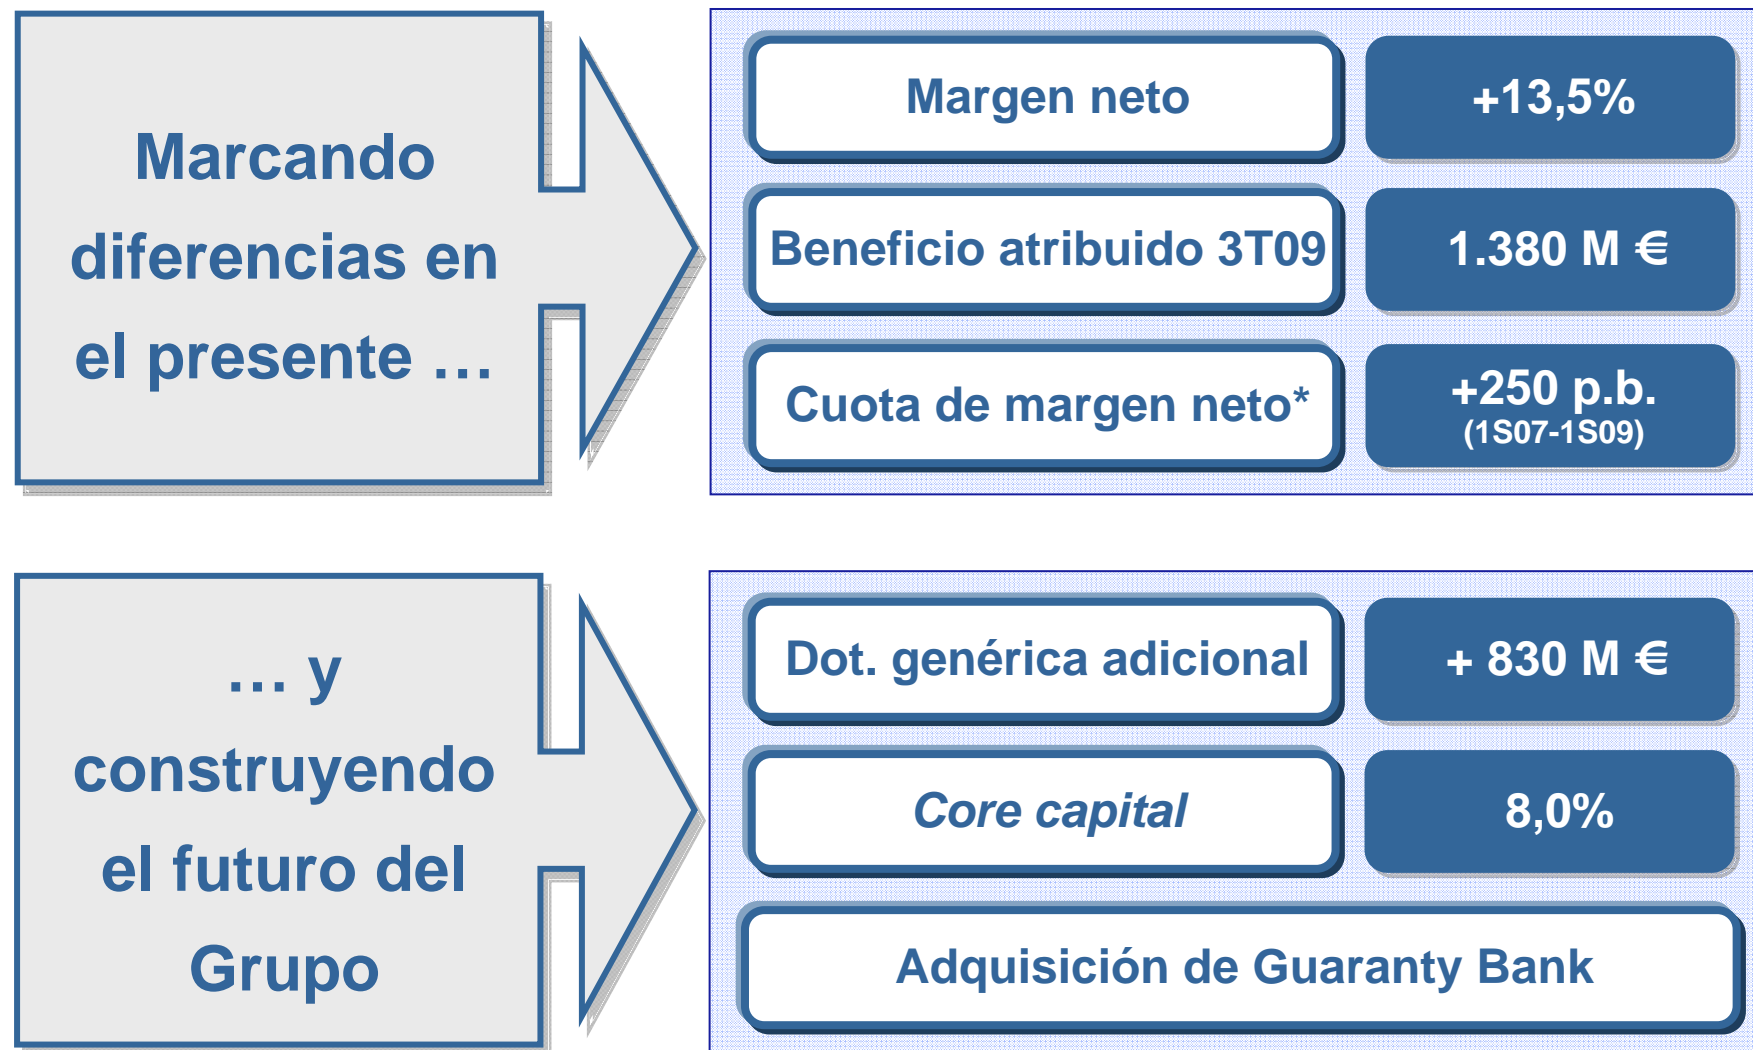 Marcando
diferencias en
el presente …
Margen neto
+13,5%
Beneficio atribuido 3T09
1.380 M €
Cuota de margen neto*
+250 p.b.
(1S07-1S09)
… y
construyendo
el futuro del
Grupo
Dot. genérica adicional
+ 830 M €
Core capital
8,0%
Adquisición de Guaranty Bank